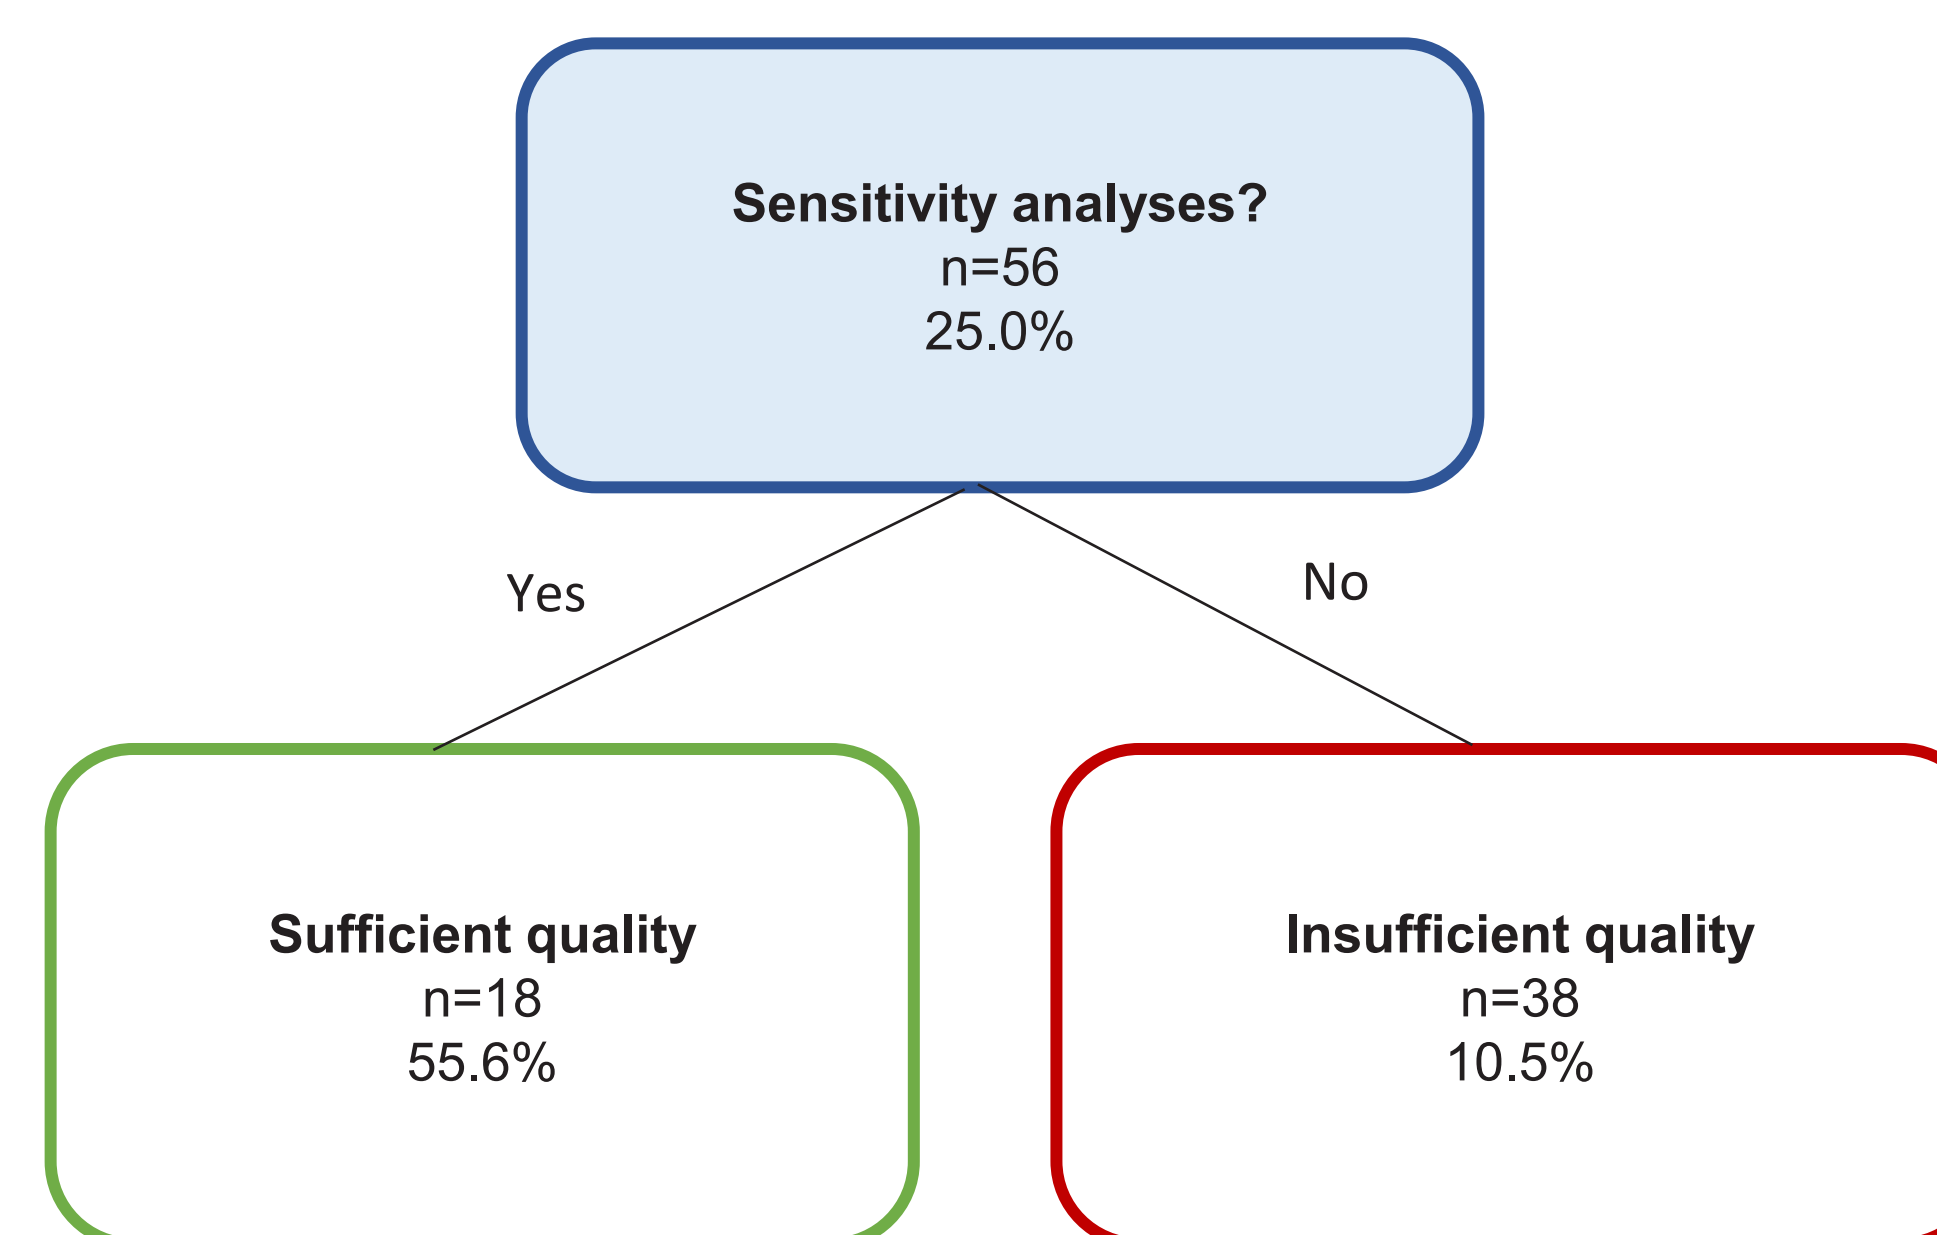 Sensitivity analyses?
n=56
25.0%
Yes
No
Sufficient quality
n=18
55.6%
Insufficient quality
n=38
10.5%